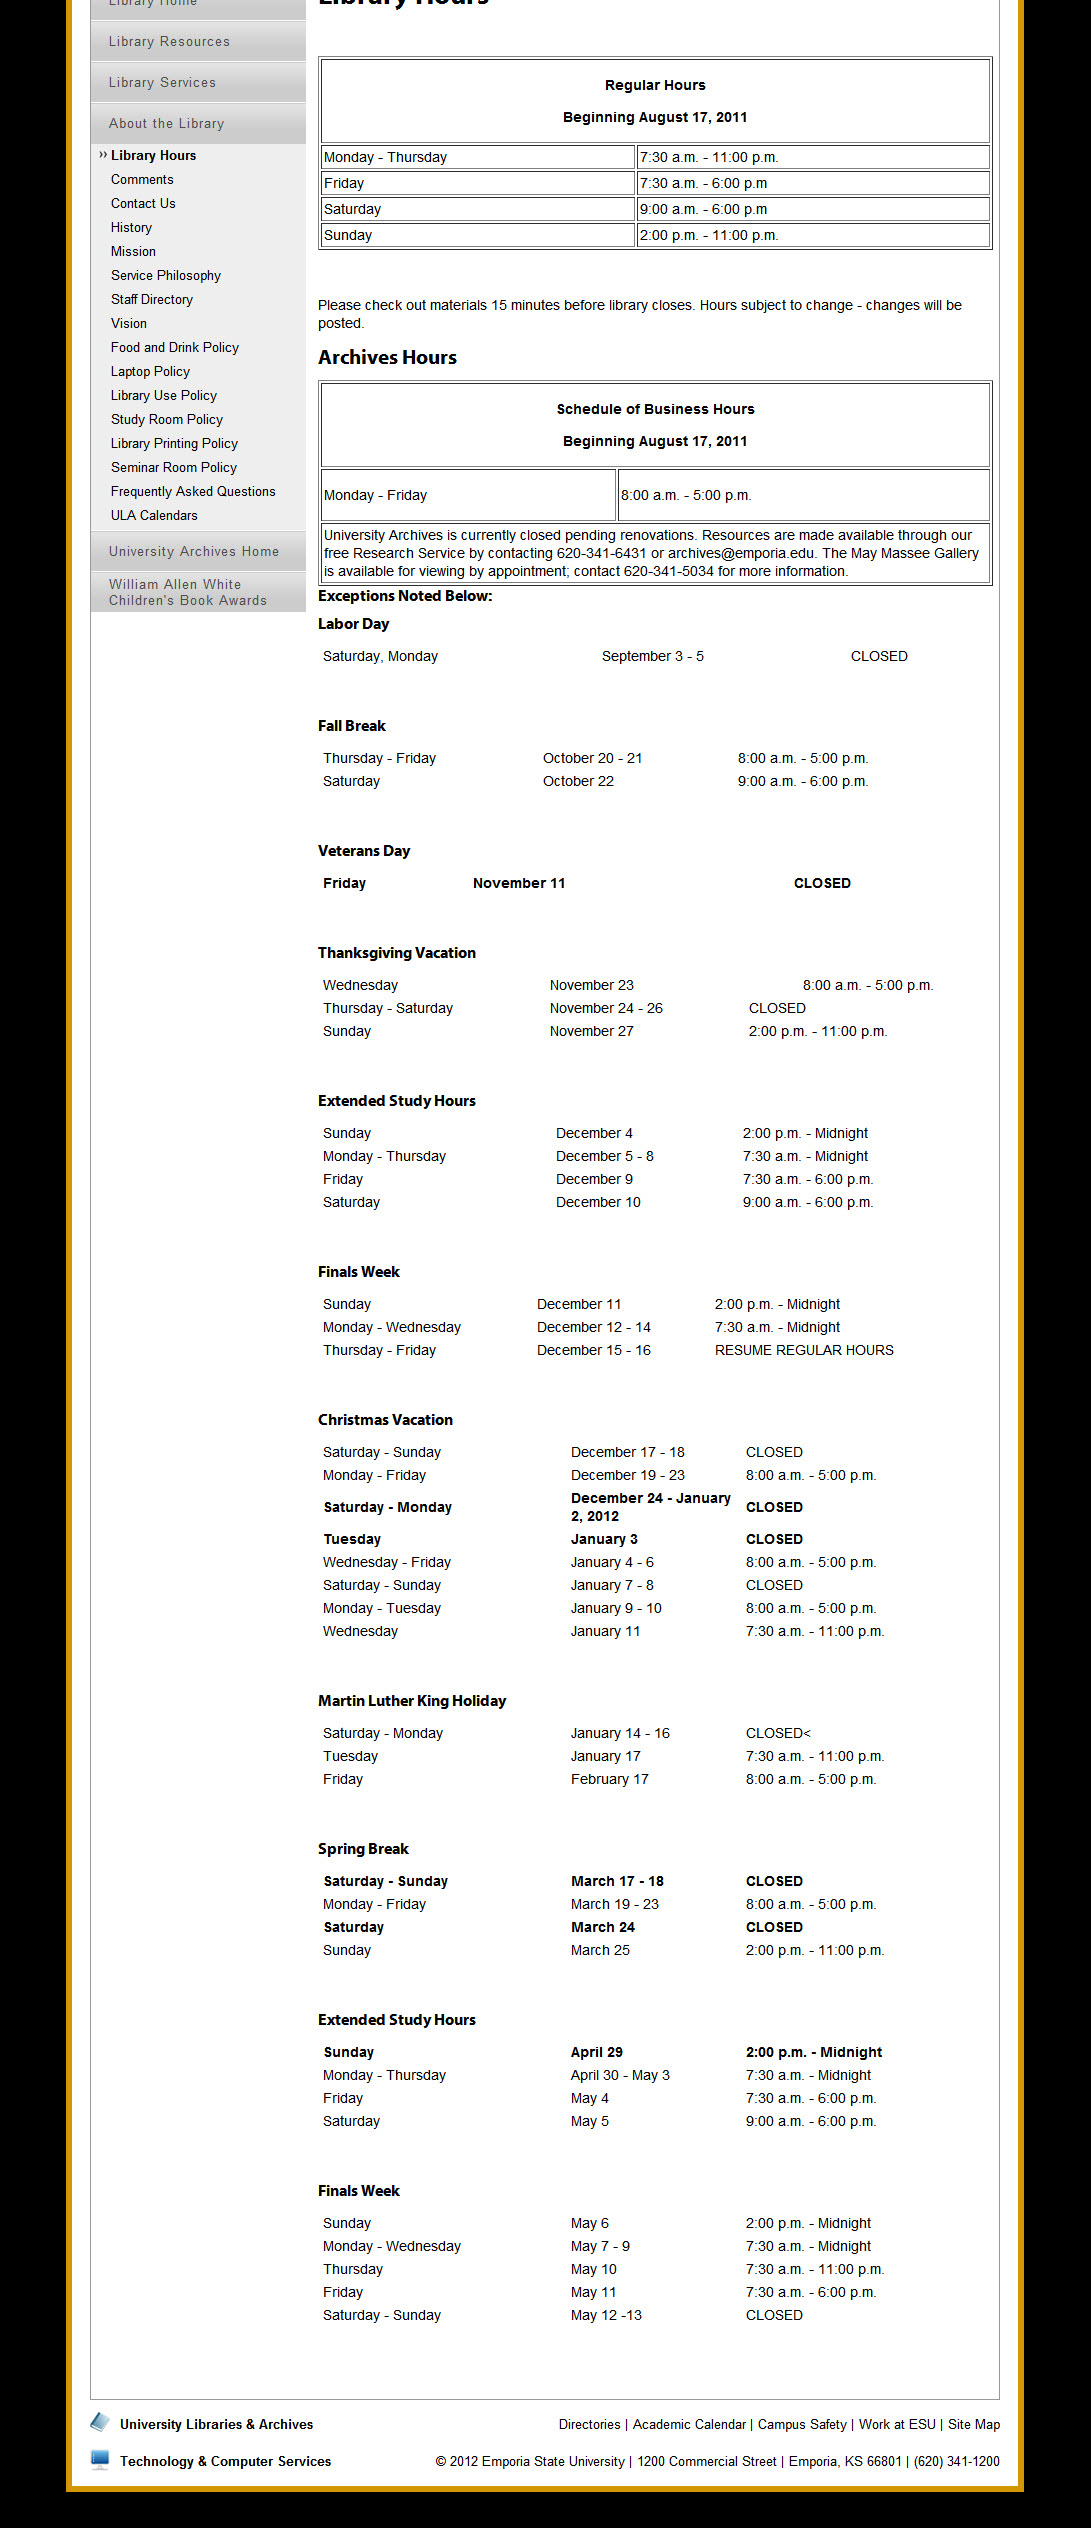 Library Home
Library Resources
Library Services
About the Library
›› Library Hours
Comments
Contact Us
History
Mission
Service Philosophy
Staff Directory
Vision
Food and Drink Policy
Laptop Policy
Library Use Policy
Study Room Policy
Library Printing Policy
Seminar Room Policy
Frequently Asked Questions
ULA Calendars
University Archives Home
William Allen White
Children's Book Awards
Library Hours
Regular Hours
Beginning August 17, 2011
Monday - Thursday 7:30 a.m. - 11:00 p.m.
Friday 7:30 a.m. - 6:00 p.m
Saturday 9:00 a.m. - 6:00 p.m
Sunday 2:00 p.m. - 11:00 p.m.
Please check out materials 15 minutes before library closes. Hours subject to change - changes will be
posted.
Archives Hours
Schedule of Business Hours
Beginning August 17, 2011
Monday - Friday 8:00 a.m. - 5:00 p.m.
University Archives is currently closed pending renovations. Resources are made available through our
free Research Service by contacting 620-341-6431 or archives@emporia.edu. The May Massee Gallery
is available for viewing by appointment; contact 620-341-5034 for more information.
Exceptions Noted Below:
Labor Day
Saturday, Monday September 3 - 5 CLOSED
Fall Break
Thursday - Friday October 20 - 21 8:00 a.m. - 5:00 p.m.
Saturday October 22 9:00 a.m. - 6:00 p.m.
Veterans Day
Friday November 11 CLOSED
Thanksgiving Vacation
Wednesday November 23 8:00 a.m. - 5:00 p.m.
Thursday - Saturday November 24 - 26 CLOSED
Sunday November 27 2:00 p.m. - 11:00 p.m.
Extended Study Hours
Sunday December 4 2:00 p.m. - Midnight
Monday - Thursday December 5 - 8 7:30 a.m. - Midnight
Friday December 9 7:30 a.m. - 6:00 p.m.
Saturday December 10 9:00 a.m. - 6:00 p.m.
Finals Week
Sunday December 11 2:00 p.m. - Midnight
Monday - Wednesday December 12 - 14 7:30 a.m. - Midnight
Thursday - Friday December 15 - 16 RESUME REGULAR HOURS
Christmas Vacation
Saturday - Sunday December 17 - 18 CLOSED
Monday - Friday December 19 - 23 8:00 a.m. - 5:00 p.m.
Saturday - Monday December 24 - January
2, 2012 CLOSED
Tuesday January 3 CLOSED
Wednesday - Friday January 4 - 6 8:00 a.m. - 5:00 p.m.
Saturday - Sunday January 7 - 8 CLOSED
Monday - Tuesday January 9 - 10 8:00 a.m. - 5:00 p.m.
Wednesday January 11 7:30 a.m. - 11:00 p.m.
Martin Luther King Holiday
Saturday - Monday January 14 - 16 CLOSED<
Tuesday January 17 7:30 a.m. - 11:00 p.m.
Friday February 17 8:00 a.m. - 5:00 p.m.
Spring Break
Saturday - Sunday March 17 - 18 CLOSED
Monday - Friday March 19 - 23 8:00 a.m. - 5:00 p.m.
Saturday March 24 CLOSED
Sunday March 25 2:00 p.m. - 11:00 p.m.
Extended Study Hours
Sunday April 29 2:00 p.m. - Midnight
Monday - Thursday April 30 - May 3 7:30 a.m. - Midnight
Friday May 4 7:30 a.m. - 6:00 p.m.
Saturday May 5 9:00 a.m. - 6:00 p.m.
Finals Week
Sunday May 6 2:00 p.m. - Midnight
Monday - Wednesday May 7 - 9 7:30 a.m. - Midnight
Thursday May 10 7:30 a.m. - 11:00 p.m.
Friday May 11 7:30 a.m. - 6:00 p.m.
Saturday - Sunday May 12 -13 CLOSED
University Libraries & Archives Directories | Academic Calendar | Campus Safety | Work at ESU | Site Map
Technology & Computer Services © 2012 Emporia State University | 1200 Commercial Street | Emporia, KS 66801 | (620) 341-1200